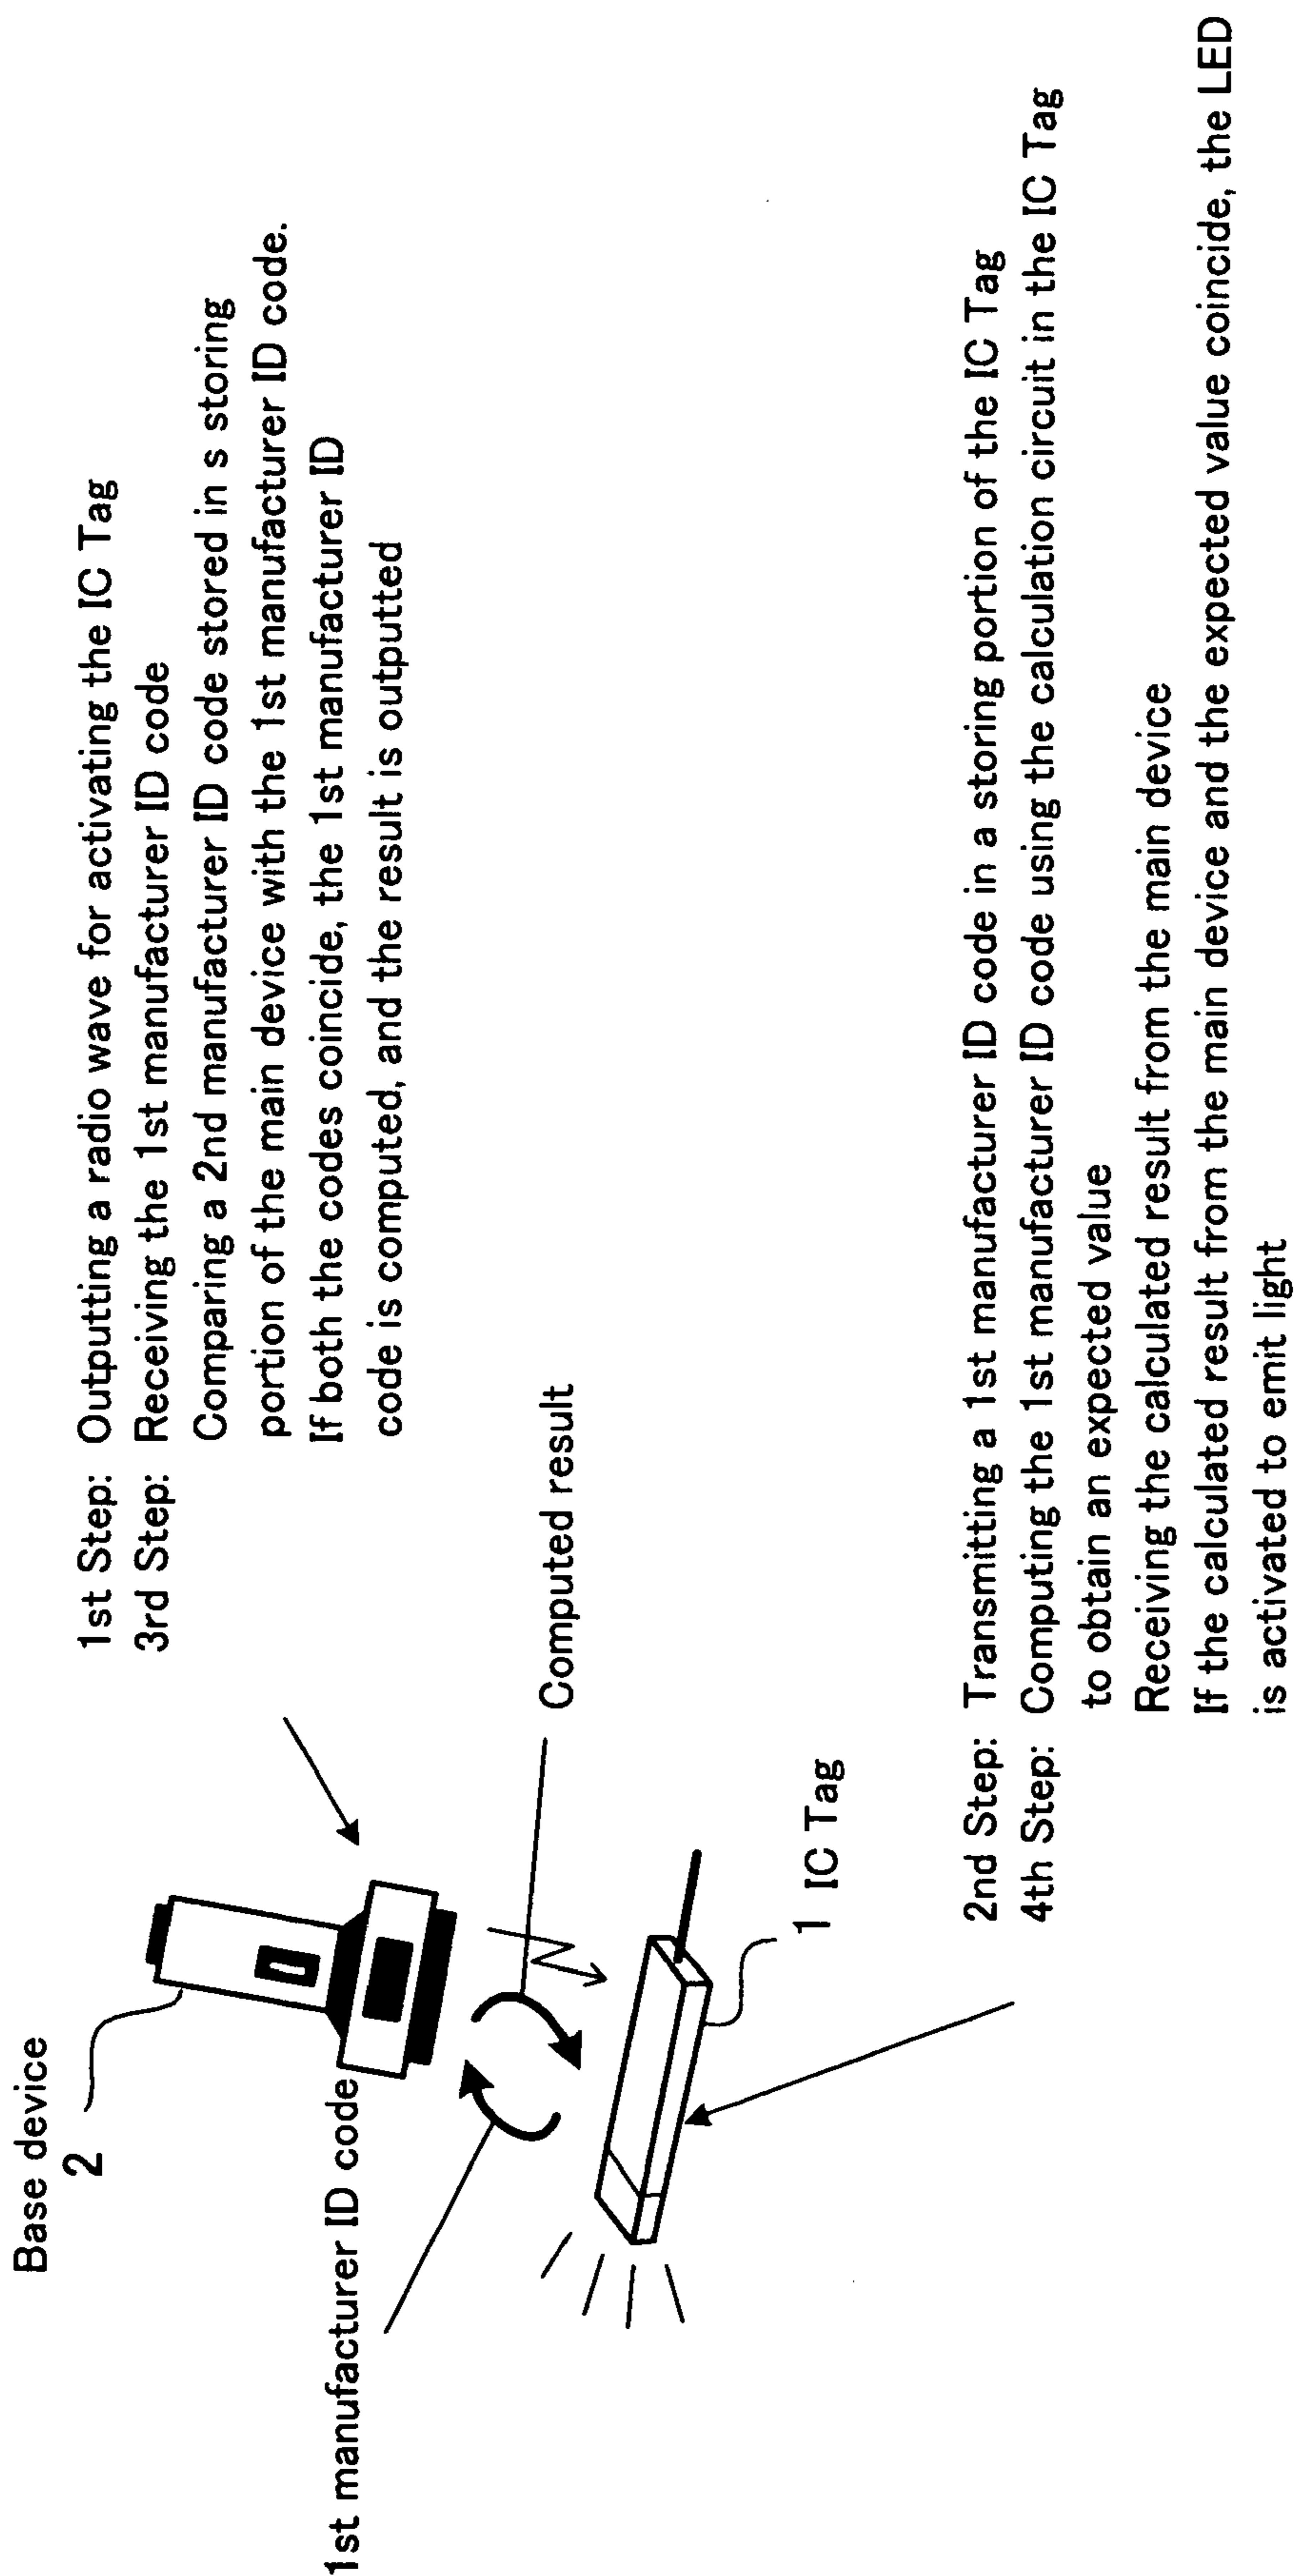 Base device
2
1st Step: Outputting a radio wave for activating the IC Tag
3rd Step: Receiving the 1st manufacturer ID code
Comparing a 2nd manufacturer ID code stored in s storing
portion of the main device with the 1st manufacturer ID code.
If both the codes coincide, the 1st manufacturer ID
code is computed, and the result is outputted
1st manufacturer ID code
Computed result
1 IC Tag
2nd Step: Transmitting a 1st manufacturer ID code in a storing portion of the IC Tag
4th Step: Computing the 1st manufacturer ID code using the calculation circuit in the IC Tag
to obtain an expected value
Receiving the calculated result from the main device
If the calculated result from the main device and the expected value coincide, the LED
is activated to emit light